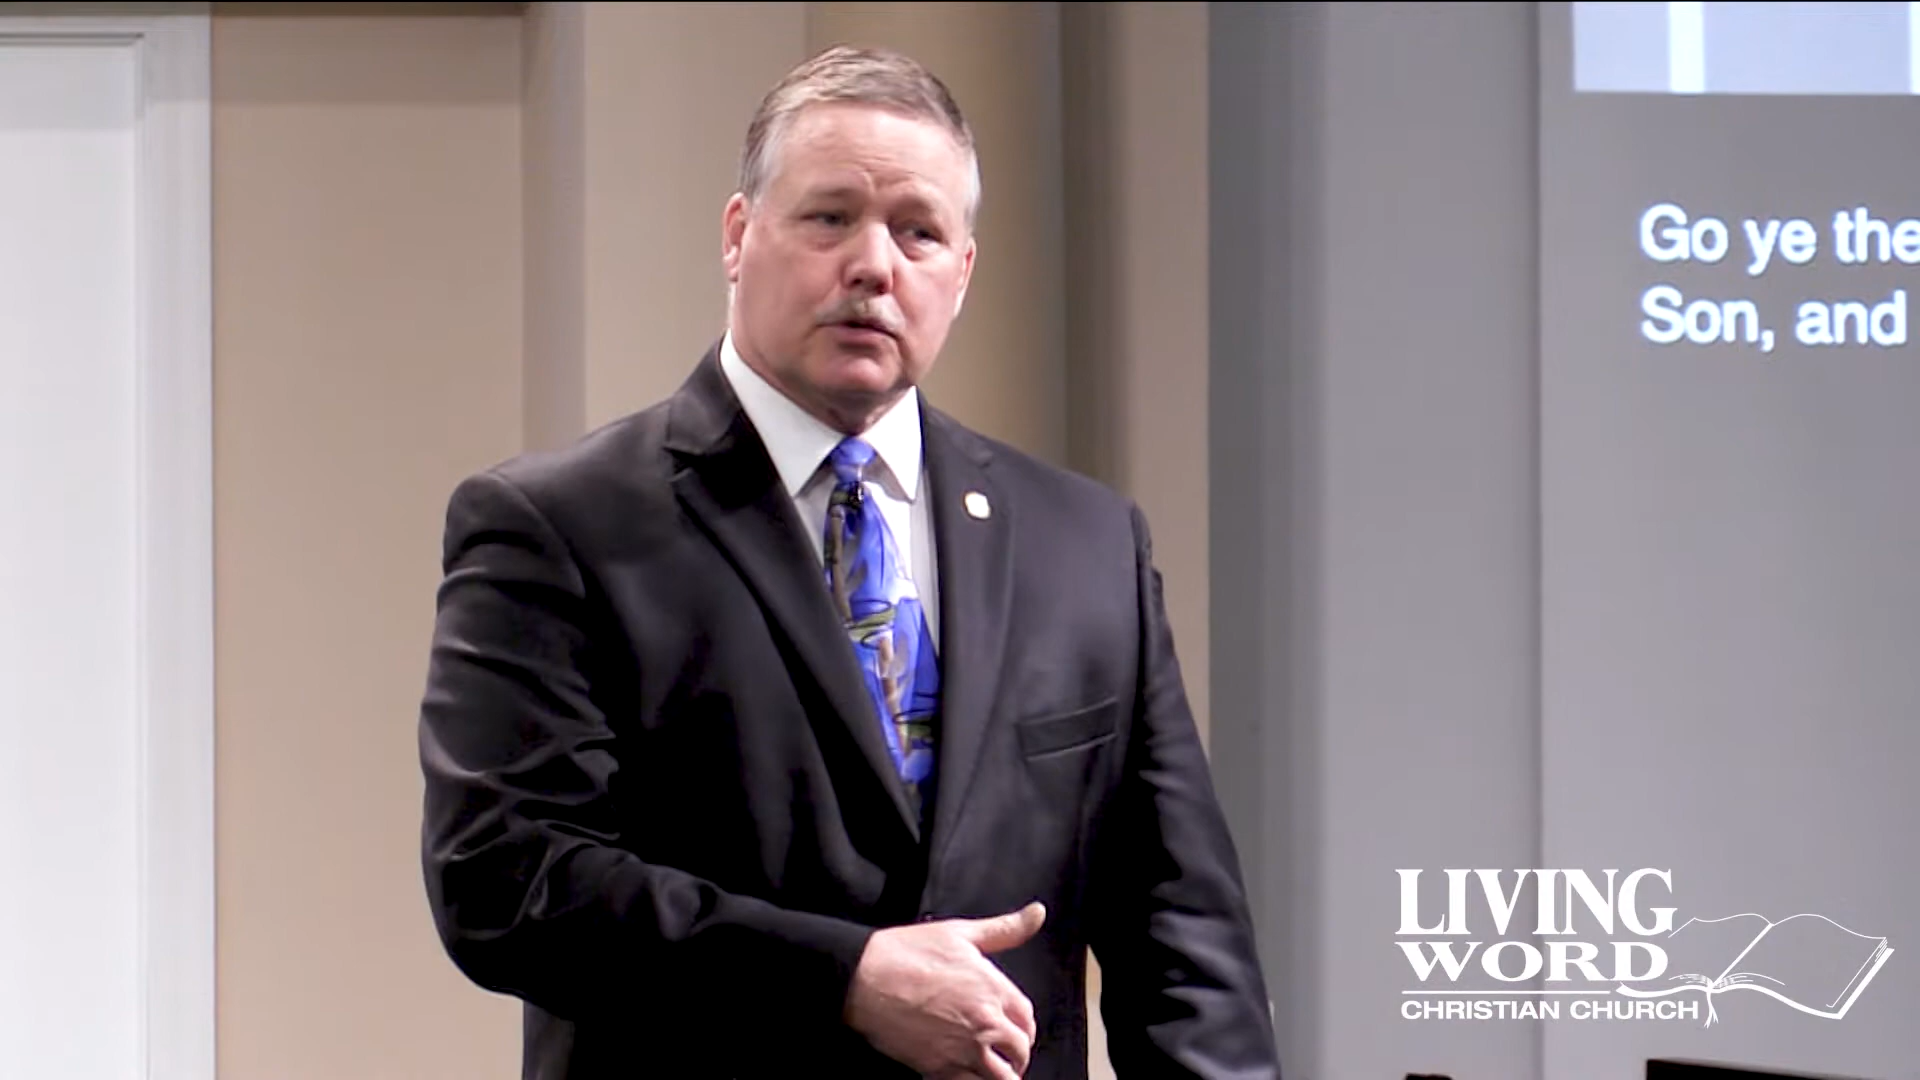 Go ye the
Son, and
LIVING
WORD
CHRISTIAN CHURCH